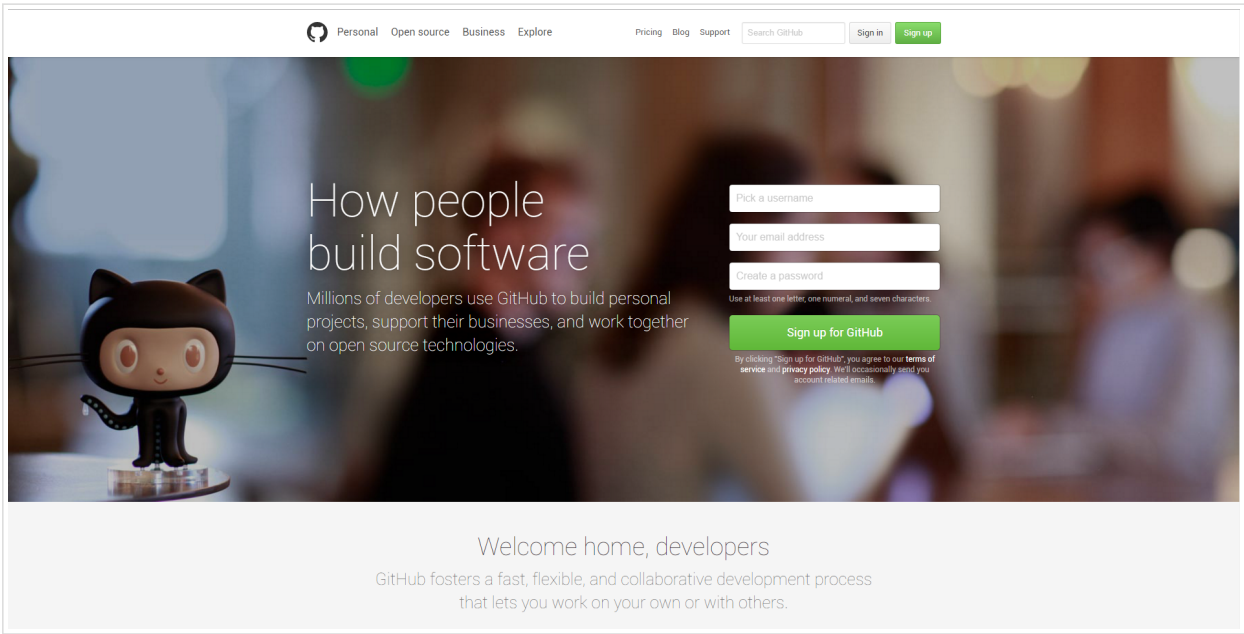 Personal Open source Business Explore Pricing Blog Support Search GitHub Sign in Sign up
How people
build software
Millions of developers use GitHub to build personal
projects, support their businesses, and work together
on open source technologies.
Pick a username
Your email address
Create a password
Use at least one letter, one numeral, and seven characters.
Sign up for GitHub
By clicking "Sign up for GitHub", you agree to our terms of
service and privacy policy. We'll occasionally send you
account related emails.
Welcome home, developers
GitHub fosters a fast, flexible, and collaborative development process
that lets you work on your own or with others.